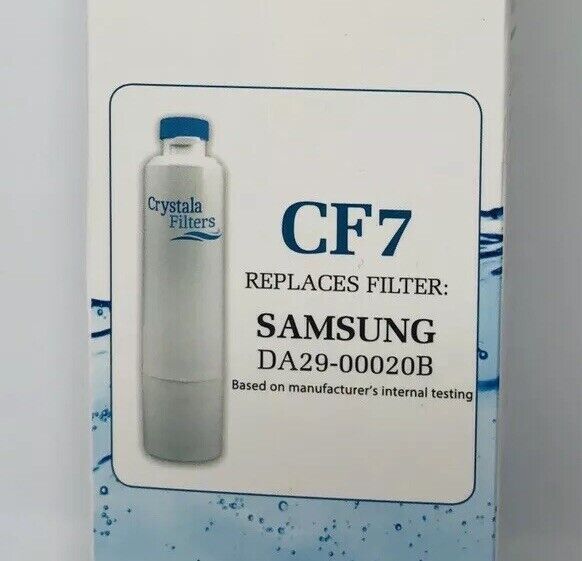 Crystala
Filters
CF7
REPLACES FILTER:
SAMSUNG
DA29-00020B
Based on manufacturer's internal testing